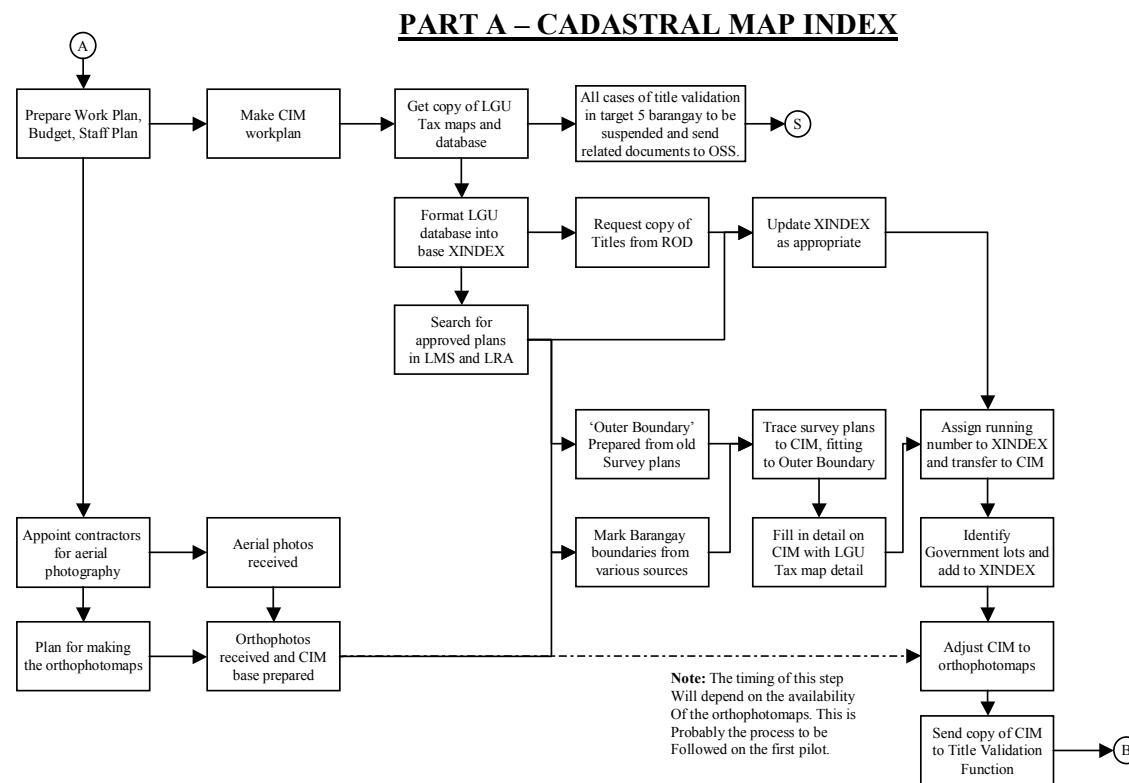 PART A – CADASTRAL MAP INDEX
A
Prepare Work Plan,
Budget, Staff Plan
Make CIM
workplan
Get copy of LGU
Tax maps and
database
All cases of title validation
in target 5 barangay to be
suspended and send
related documents to OSS.
S
Format LGU
database into
base XINDEX
Request copy of
Titles from ROD
Update XINDEX
as appropriate
Search for
approved plans
in LMS and LRA
‘Outer Boundary’
Prepared from old
Survey plans
Trace survey plans
to CIM, fitting
to Outer Boundary
Assign running
number to XINDEX
and transfer to CIM
Appoint contractors
for aerial
photography
Aerial photos
received
Mark Barangay
boundaries from
various sources
Fill in detail on
CIM with LGU
Tax map detail
Identify
Government lots and
add to XINDEX
Plan for making
the orthophotomaps
Orthophotos
received and CIM
base prepared
Adjust CIM to
orthophotomaps
Note: The timing of this step
Will depend on the availability
Of the orthophotomaps. This is
Probably the process to be
Followed on the first pilot.
Send copy of CIM
to Title Validation
Function
B